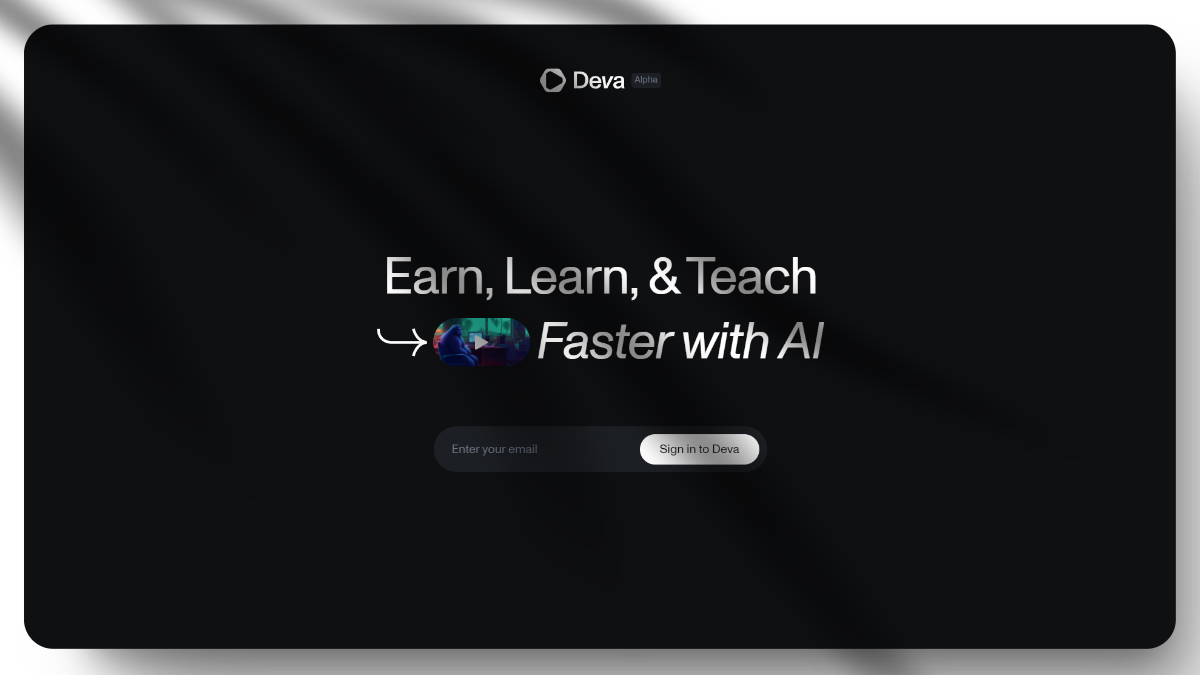 Deva Alpha
Earn, Learn, & Teach
Faster with AI
Enter your email Sign in to Deva